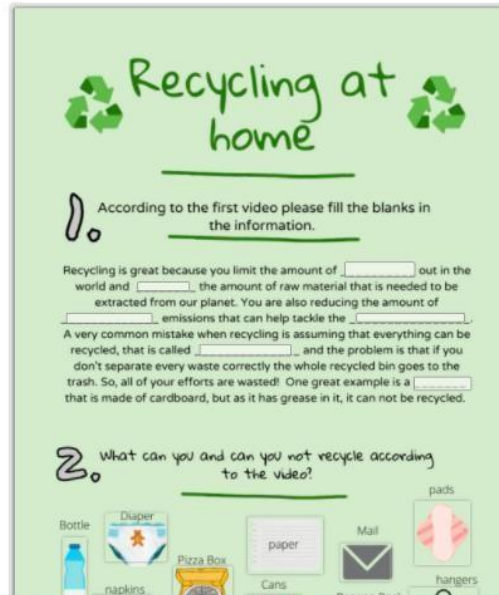 Recycling at
home
1. According to the first video please fill the blanks in
the information.
Recycling is great because you limit the amount of _ _ out in the
world and _ _ the amount of raw material that is needed to be
extracted from our planet. You are also reducing the amount of
_ _ emissions that can help tackle the _ _.
A very common mistake when recycling is assuming that everything can be
recycled, that is called _ _ and the problem is that if you
don't separate every waste correctly the whole recycled bin goes to the
trash. So, all of your efforts are wasted! One great example is a
that is made of cardboard, but as it has grease in it, it can not be recycled.
2. What can you and can you not recycle according
to the video?
pads
Diaper
Bottle
Mail
paper
Pizza Box
Cans
hangers
napkins